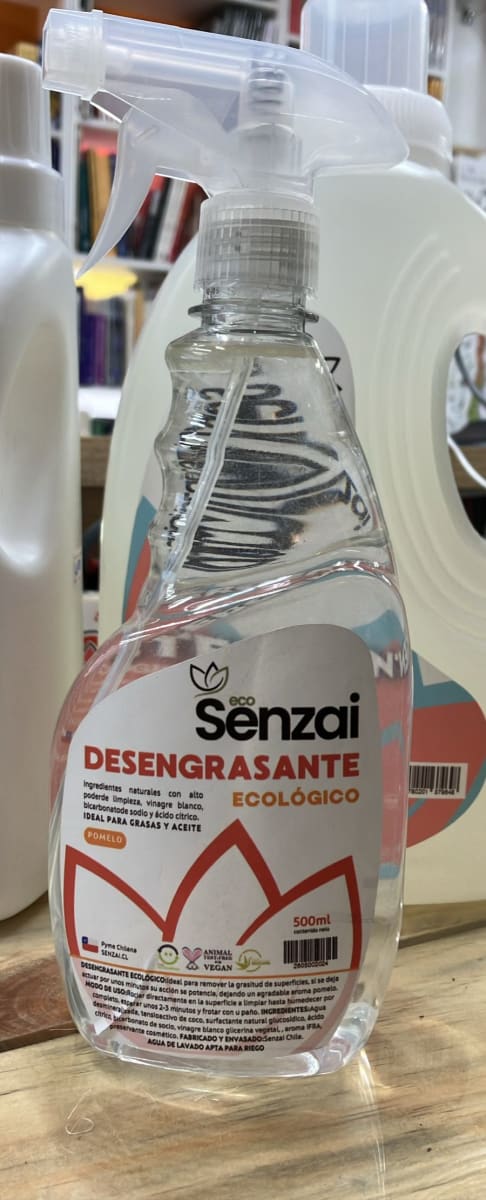 eco
Senzai
DESENGRASANTE
ECOLÓGICO
Ingredientes naturales con alto
poderde limpieza, vinagre blanco,
bicarbonatode sodio y ácido cítrico.
IDEAL PARA GRASAS Y ACEITE
POMELO
500ml
contenido neto
Pyme Chilena
SENZAI.CL
ANIMAL
TEST-FREE
VEGAN
2605002024
DESENGRASANTE ECOLÓGICO:Ideal para remover la grasitud de superficies, si se deja
actuar por unos minutos su acción se potencia, dejando un agradable aroma pomelo.
MODO DE USO:Rociar directamente en la superficie a limpiar hasta humedecer por
completo, esperar unos 2-3 minutos y frotar con u paño. INGREDIENTES:Agua
desmineralizada, tensioactivo de coco, surfactante natural glucosídico, ácido
cítrico, bicarbonato de socio, vinagre blanco glicerina vegetal, , aroma IFRA,
preservante cosmético. FABRICADO Y ENVASADO:Senzai Chile.
AGUA DE LAVADO APTA PARA RIEGO